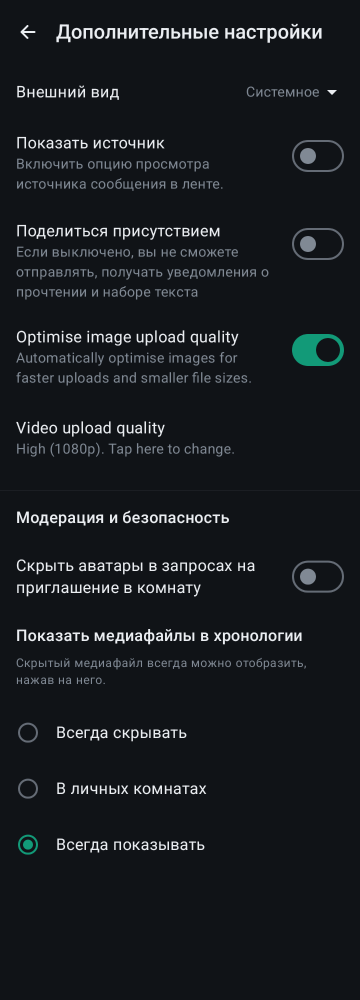 Дополнительные настройки
Внешний вид
Системное
Показать источник
Включить опцию просмотра
источника сообщения в ленте.
Поделиться присутствием
Если выключено, вы не сможете
отправлять, получать уведомления о
прочтении и наборе текста
Optimise image upload quality
Automatically optimise images for
faster uploads and smaller file sizes.
Video upload quality
High (1080p). Tap here to change.
Модерация и безопасность
Скрыть аватары в запросах на
приглашение в комнату
Показать медиафайлы в хронологии
Скрытый медиафайл всегда можно отобразить,
нажав на него.
Всегда скрывать
В личных комнатах
Всегда показывать